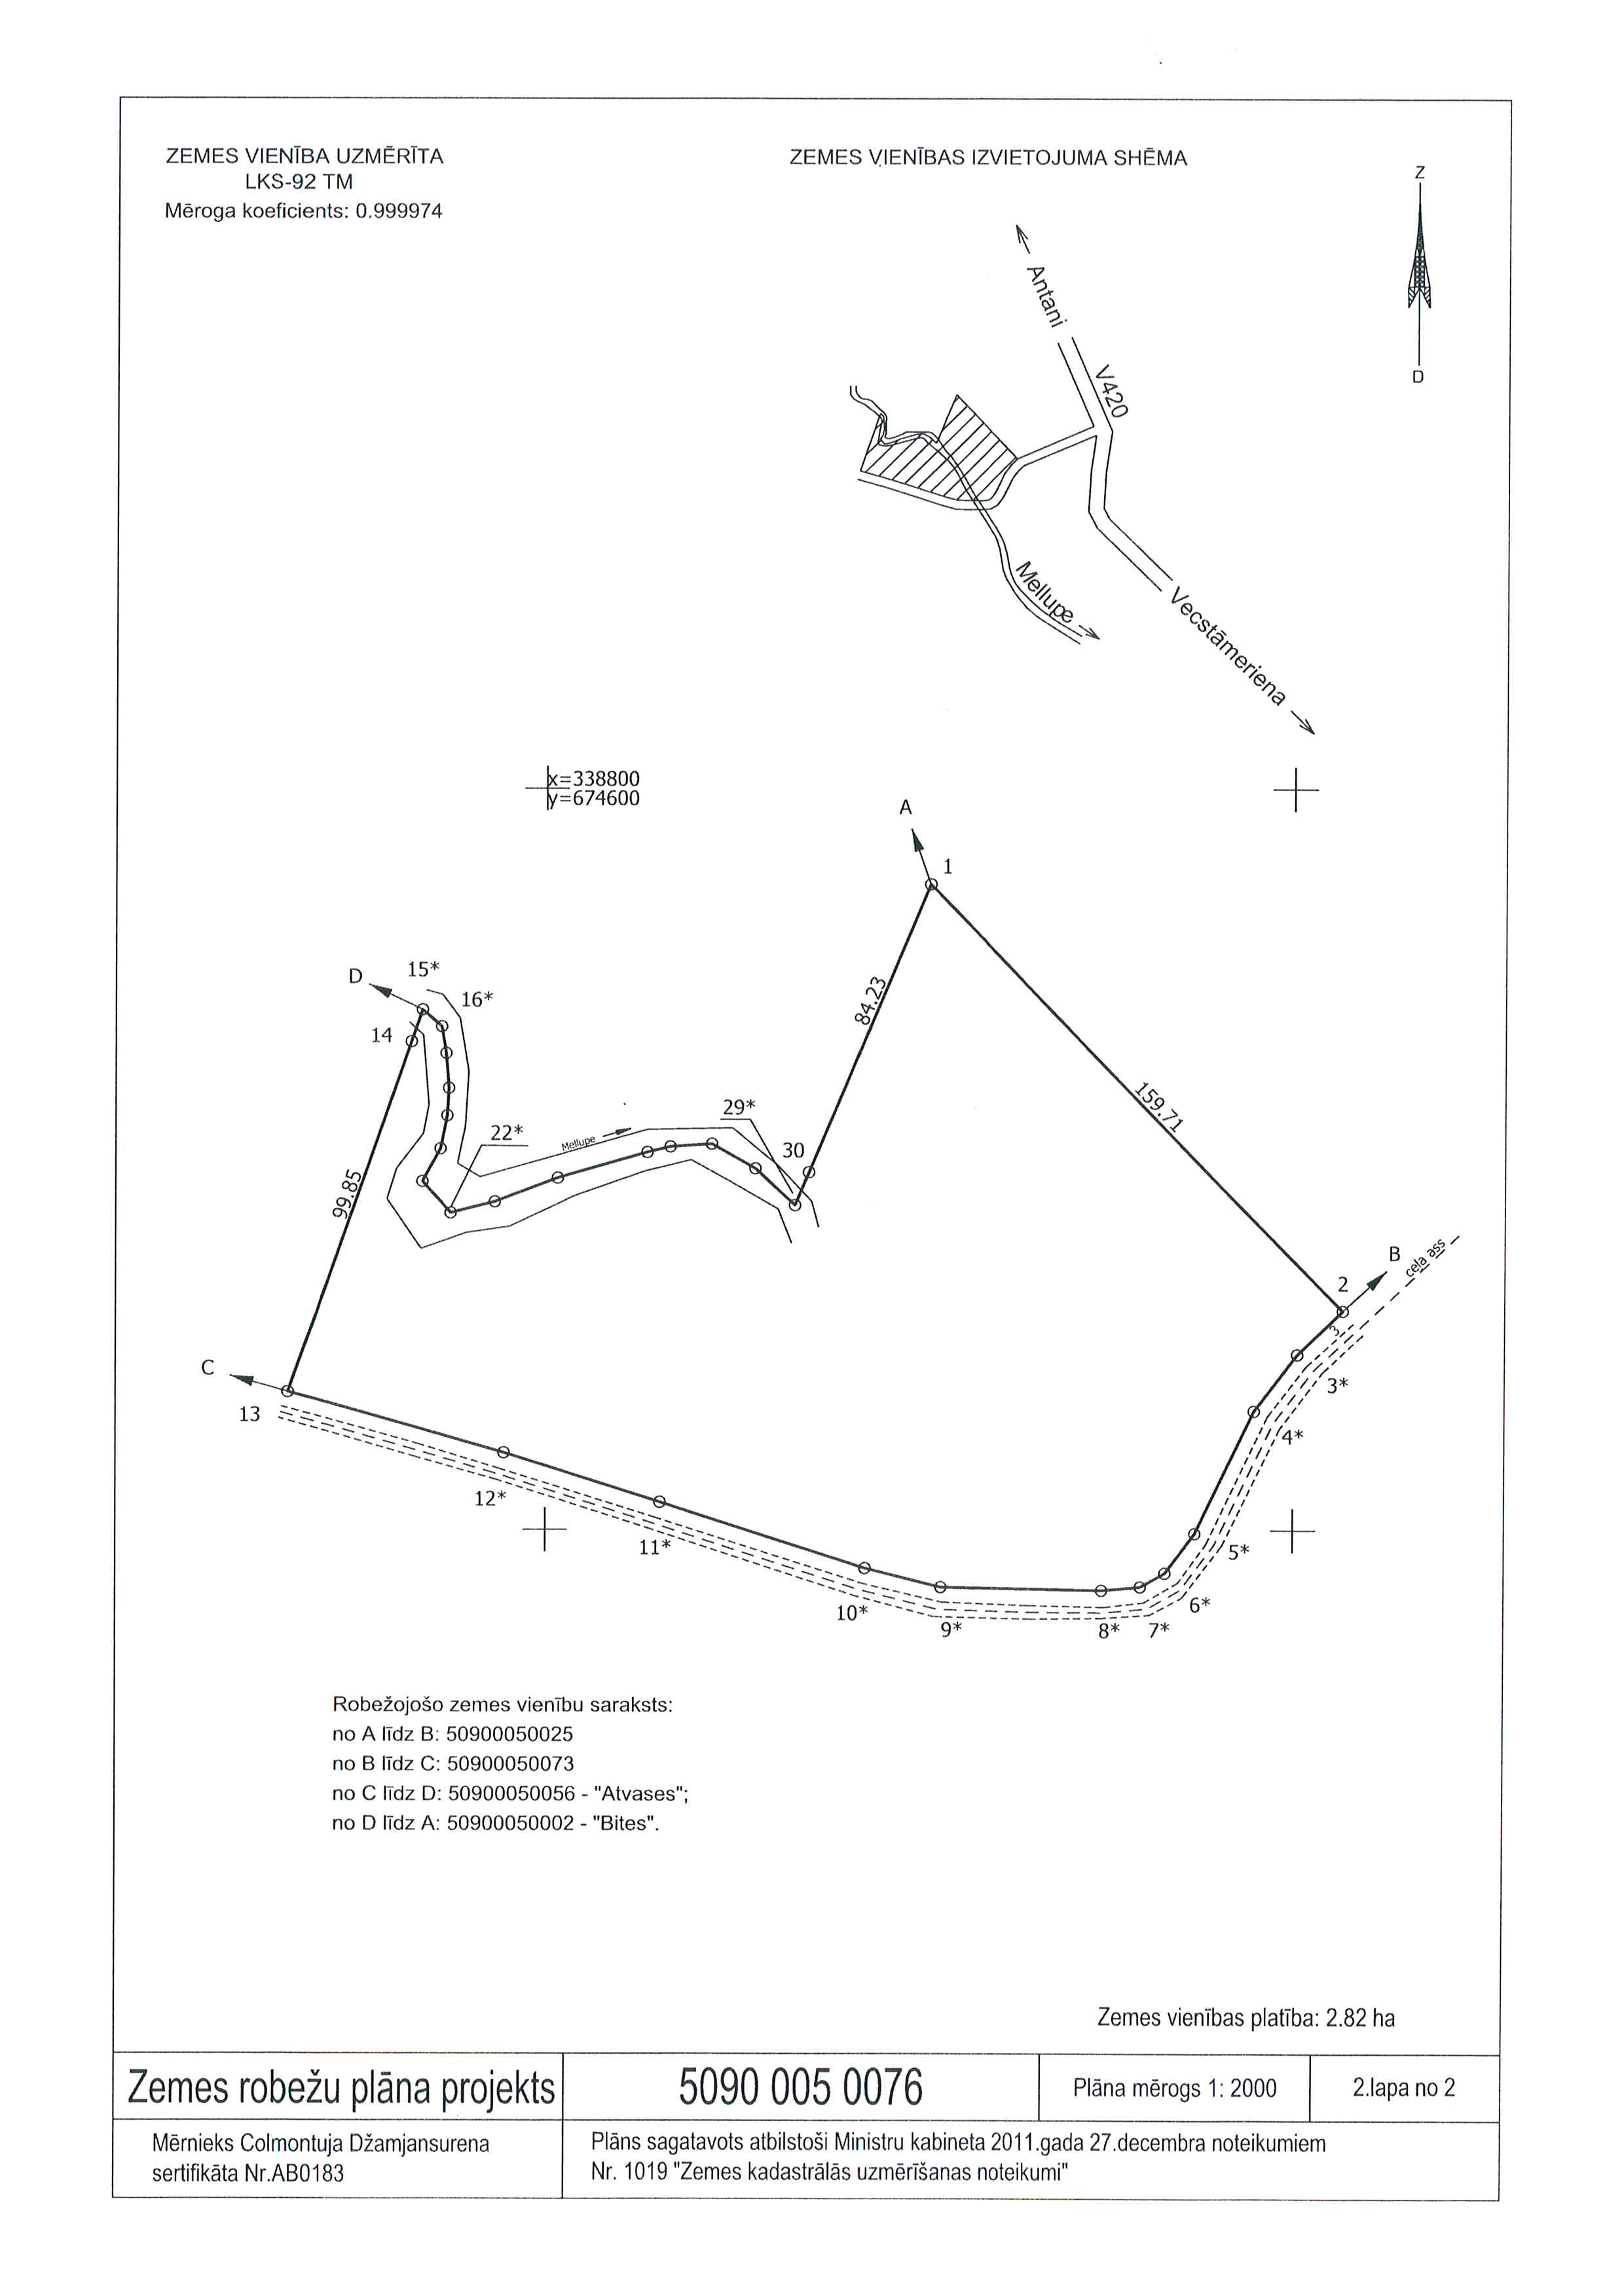 ZEMES VIENĪBA UZMĒRĪTA
LKS-92 TM
Mēroga koeficients: 0.999974
ZEMES VIENĪBAS IZVIETOJUMA SHĒMA
Z
D
Antani
V420
Mellupe
Vecstāmeriena
x=338800
y=674600
A
1
84.23
159.71
D
15*
16*
14
22*
Mellupe
29*
30
99.85
B
ceļa ass
2
3
3*
C
13
4*
12*
11*
5*
10*
6*
9*
8*
7*
Robežojošo zemes vienību saraksts:
no A līdz B: 50900050025
no B līdz C: 50900050073
no C līdz D: 50900050056 - "Atvases";
no D līdz A: 50900050002 - "Bites".
Zemes vienības platība: 2.82 ha
Zemes robežu plāna projekts
5090 005 0076
Plāna mērogs 1: 2000
2.lapa no 2
Mērnieks Colmontuja Džamjansurena
sertifikāta Nr.AB0183
Plāns sagatavots atbilstoši Ministru kabineta 2011.gada 27.decembra noteikumiem
Nr. 1019 "Zemes kadastrālās uzmērīšanas noteikumi"